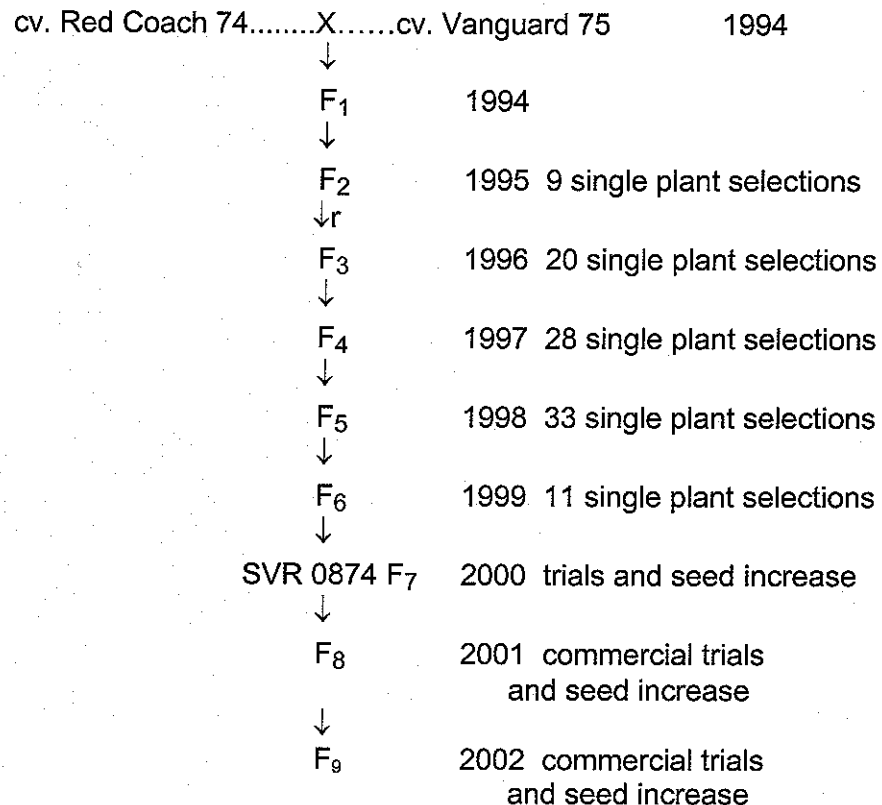 cv. Red Coach 74........X......cv. Vanguard 75 1994
↓
F1 1994
↓
F2 1995 9 single plant selections
↓r
F3 1996 20 single plant selections
↓
F4 1997 28 single plant selections
↓
F5 1998 33 single plant selections
↓
F6 1999 11 single plant selections
↓
SVR 0874 F7 2000 trials and seed increase
↓
F8 2001 commercial trials
and seed increase
↓
F9 2002 commercial trials
and seed increase